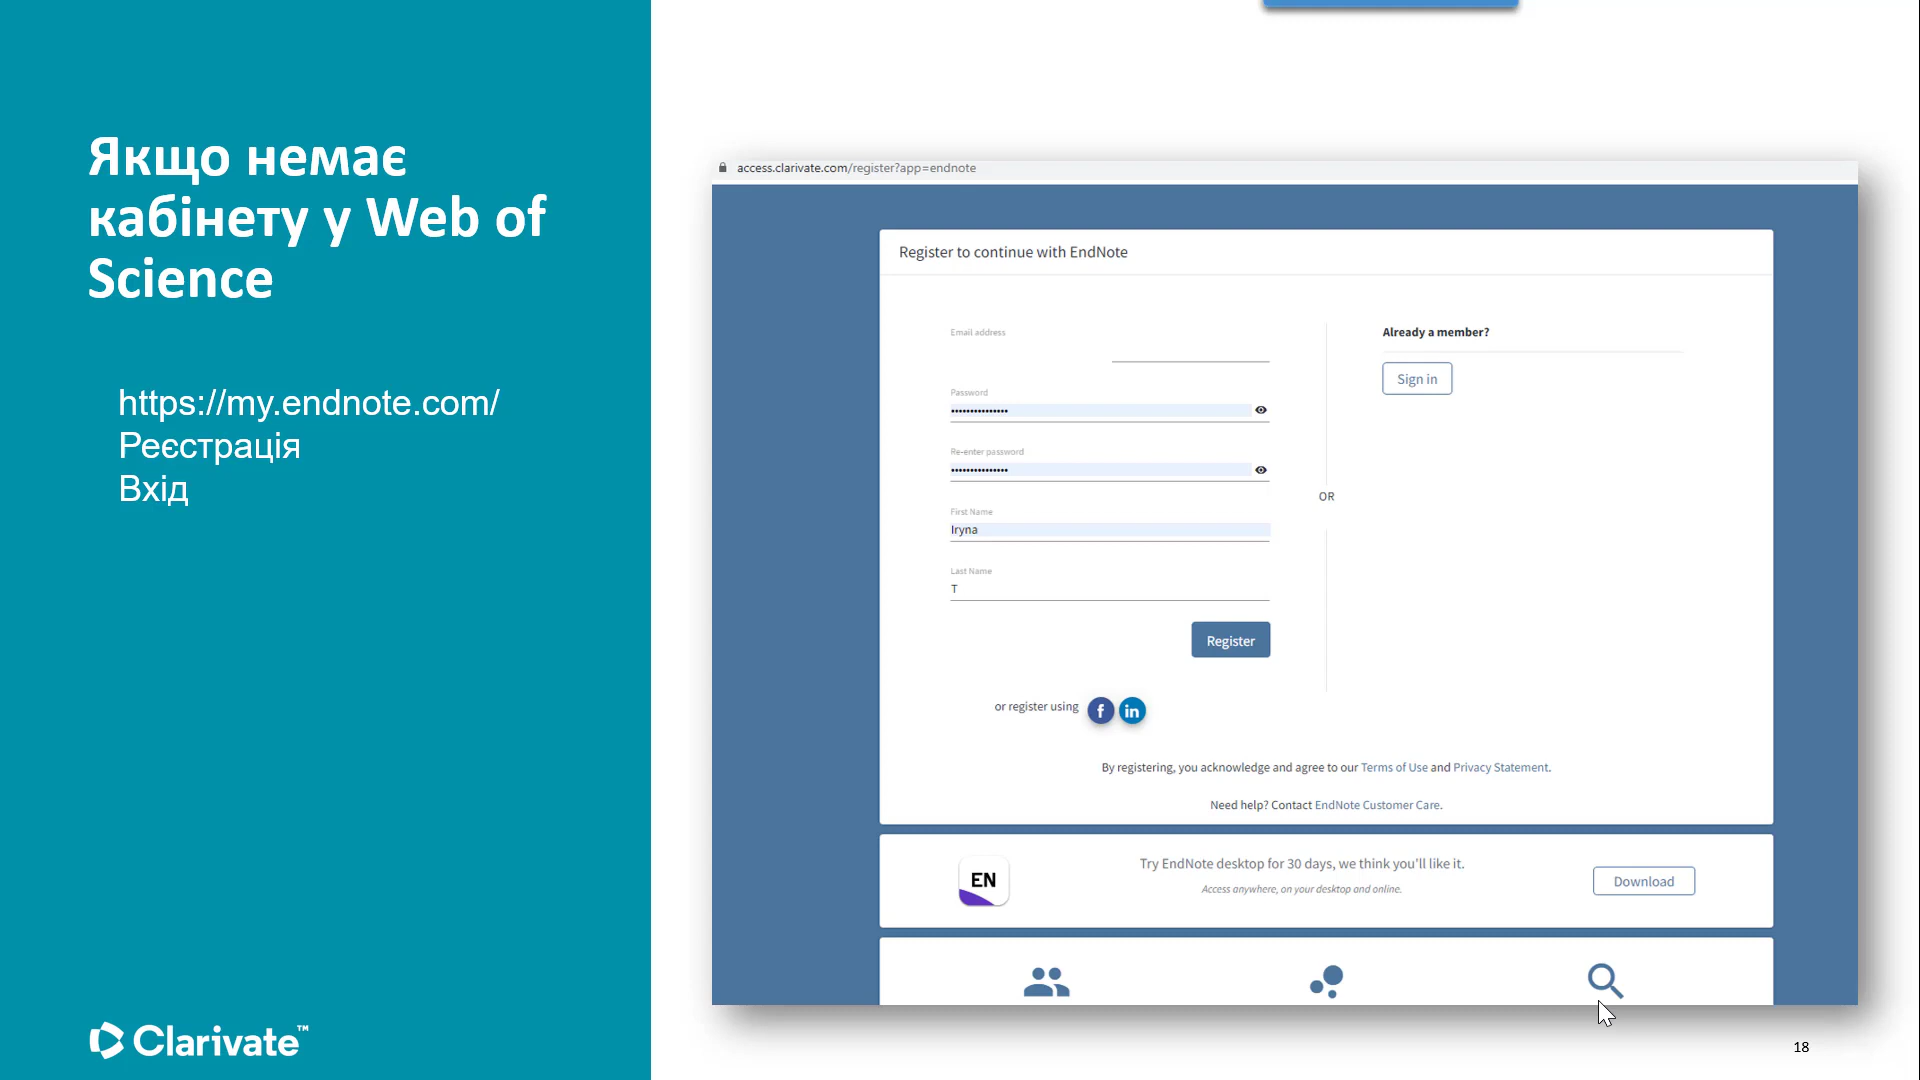 Якщо немає
кабінету у Web of
Science
https://my.endnote.com/
Реєстрація
Вхід
Clarivate™
access.clarivate.com/register?app=endnote
Register to continue with EndNote
Email address
Password
•••••••••••••••
Re-enter password
•••••••••••••••
First Name
Iryna
Last Name
T
Register
or register using
f
in
OR
Already a member?
Sign in
By registering, you acknowledge and agree to our Terms of Use and Privacy Statement.
Need help? Contact EndNote Customer Care.
EN
Try EndNote desktop for 30 days, we think you'll like it.
Access anywhere, on your desktop and online.
Download
18